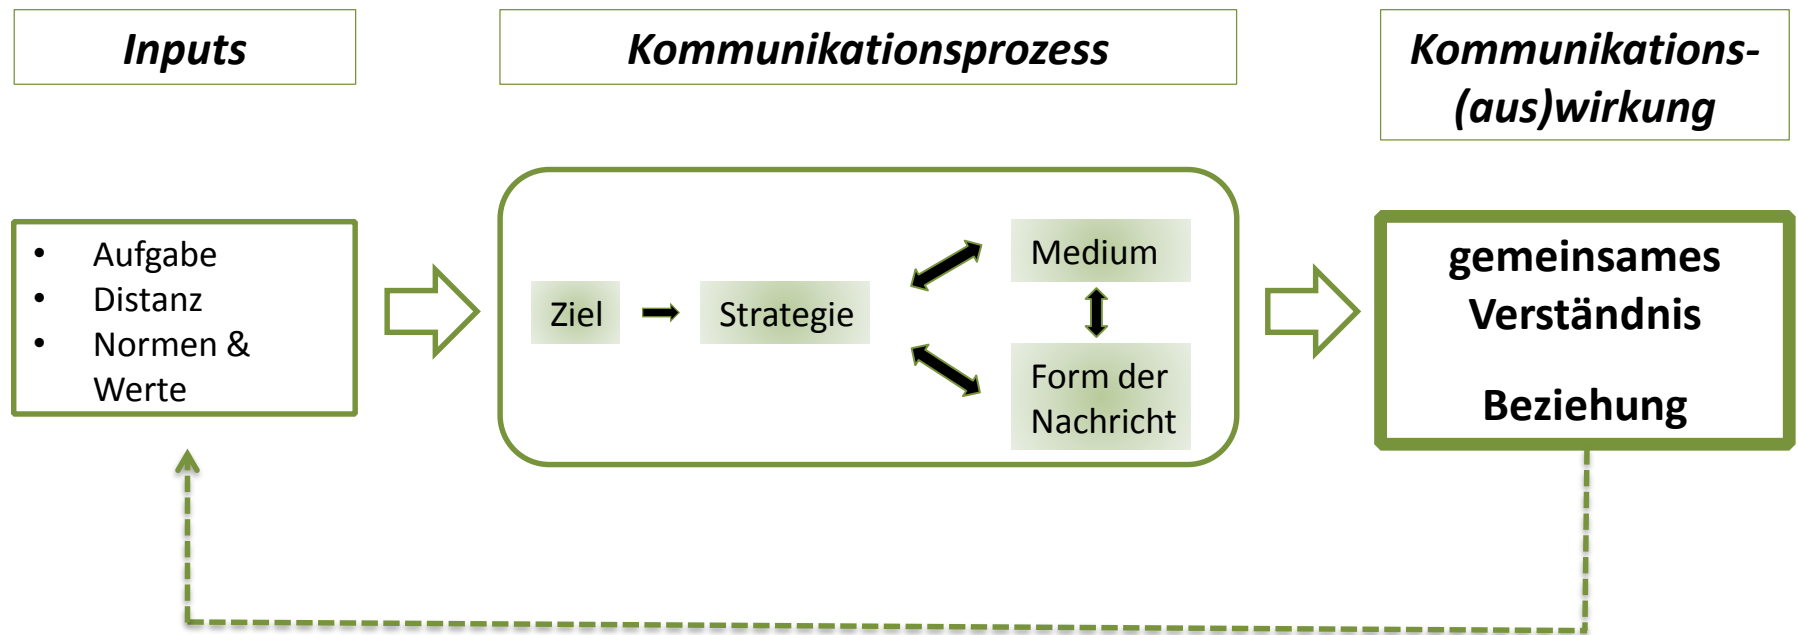 Inputs
Kommunikationsprozess
Kommunikations-
(aus)wirkung
• Aufgabe
• Distanz
• Normen &
Werte
Ziel
Strategie
Medium
Form der
Nachricht
gemeinsames
Verständnis
Beziehung